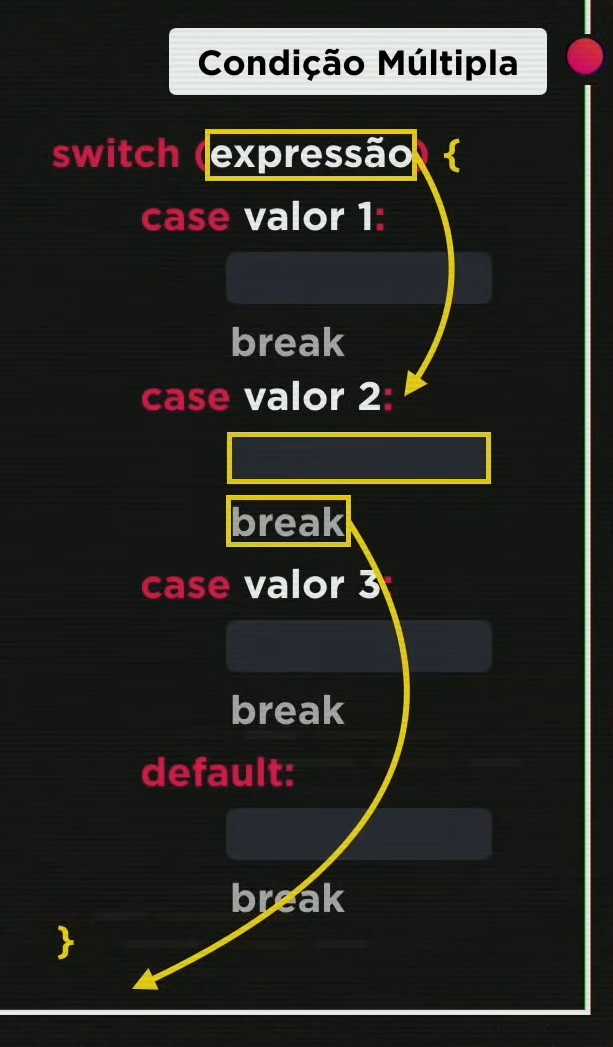 Condição Múltipla
switch (expressão) {
case valor 1:
break
case valor 2:
break
case valor 3:
break
default:
break
}